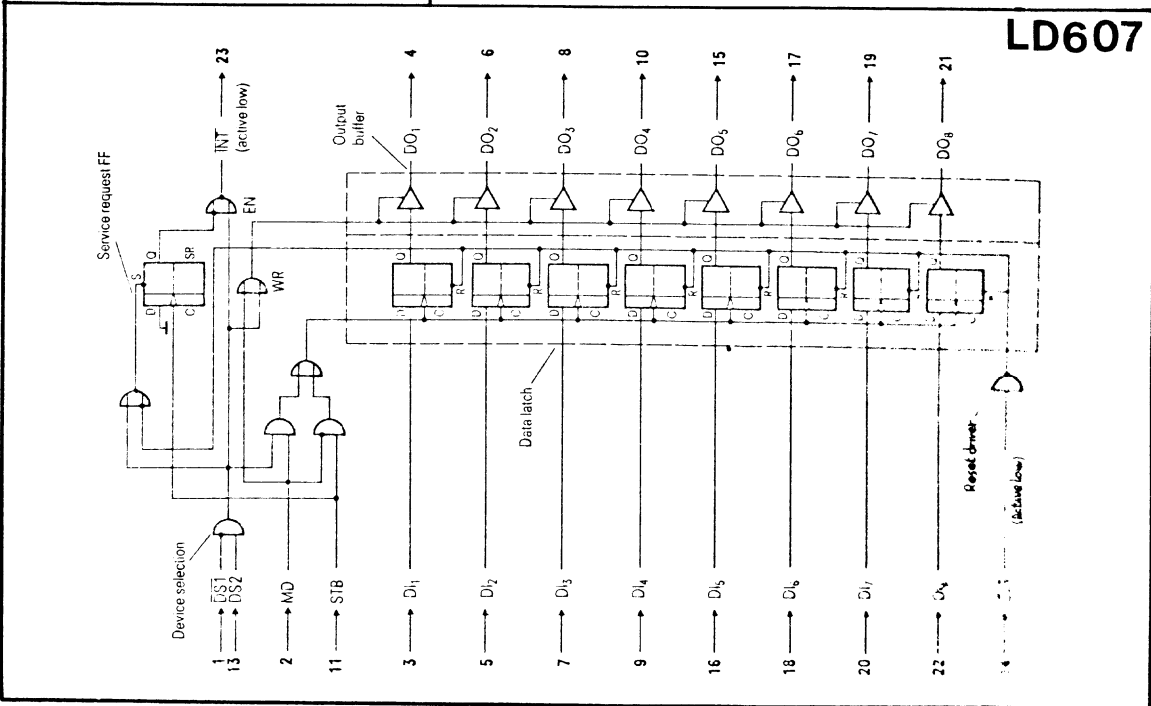 LD607
23
INT
(active low)
Service request FF
S
D
Q
C
SR
EN
WR
Output
buffer
4
6
8
10
15
17
19
21
DO1
DO2
DO3
DO4
DO5
DO6
DO7
DO8
Q
Q
Q
Q
Q
Q
Q
Q
R
R
R
R
R
R
R
D
C
D
C
D
C
D
C
D
C
D
C
D
C
D
C
Data latch
Device selection
1
DS1
13
DS2
2
MD
11
STB
3
DI1
5
DI2
7
DI3
9
DI4
16
DI5
18
DI6
20
DI7
22
Reset driver
(Active Low)